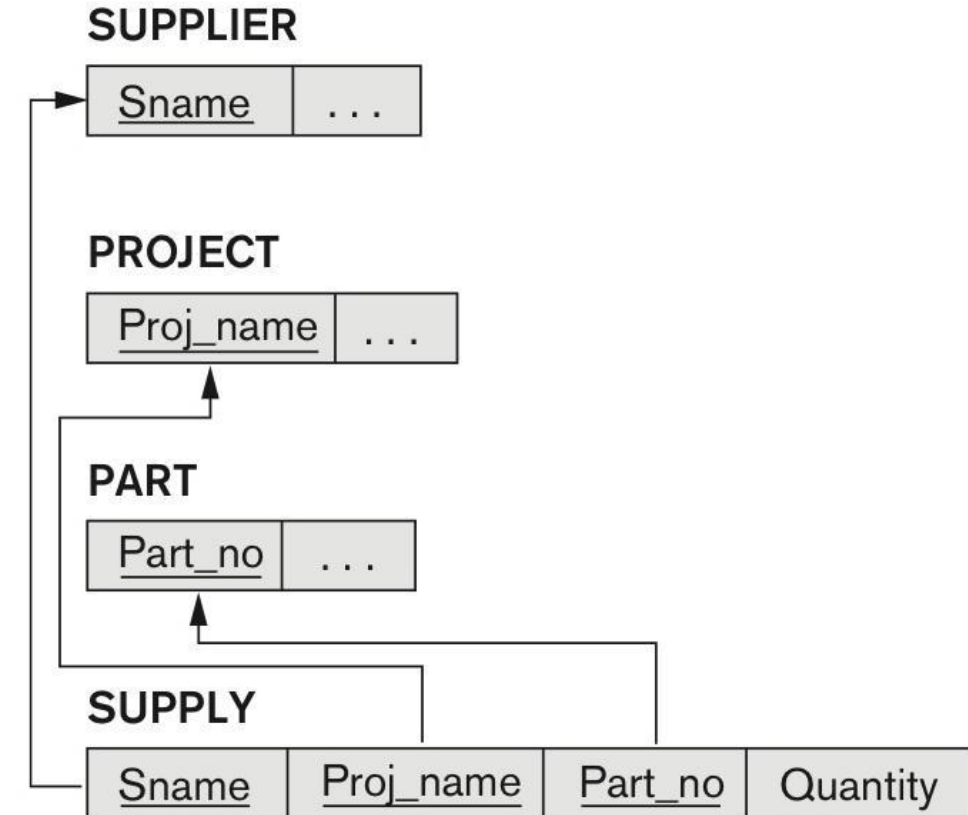 SUPPLIER
Sname ...
PROJECT
Proj_name ...
PART
Part_no ...
SUPPLY
Sname Proj_name Part_no Quantity